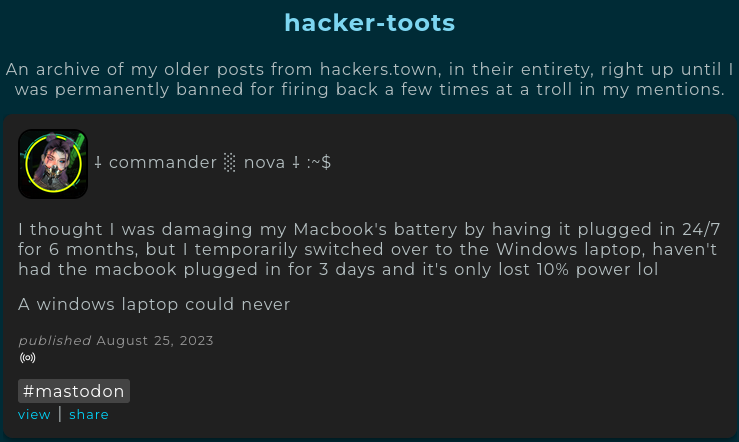 hacker-toots
An archive of my older posts from hackers.town, in their entirety, right up until I
was permanently banned for firing back a few times at a troll in my mentions.
⸸ commander ░ nova ⸸ :~$
I thought I was damaging my Macbook's battery by having it plugged in 24/7
for 6 months, but I temporarily switched over to the Windows laptop, haven't
had the macbook plugged in for 3 days and it's only lost 10% power lol
A windows laptop could never
published August 25, 2023
#mastodon
view | share